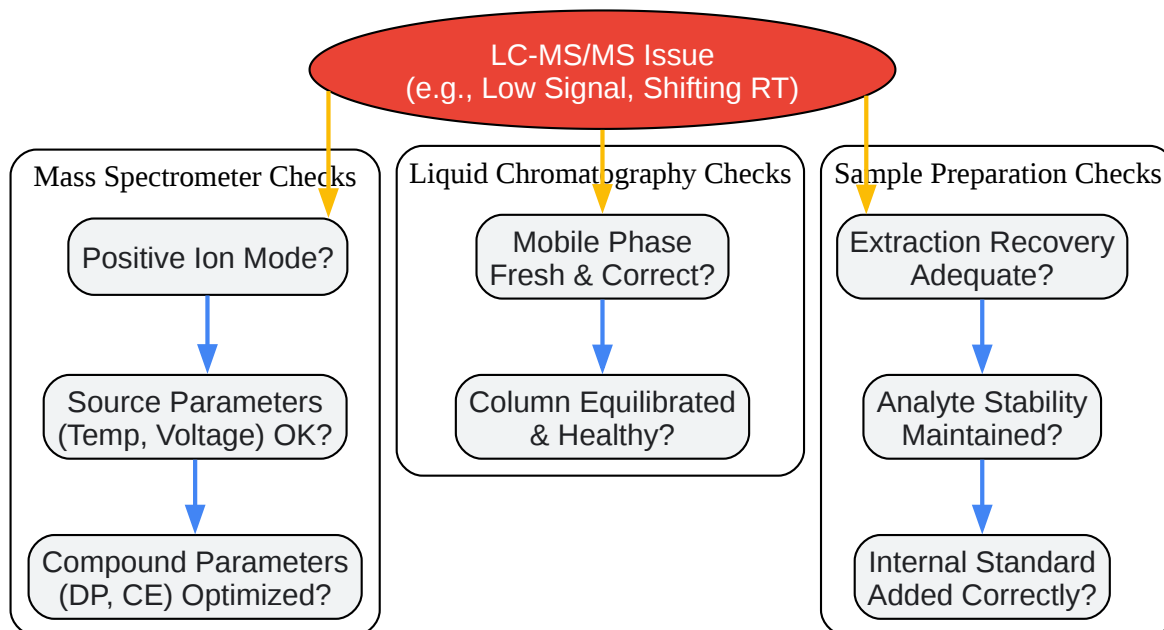 LC-MS/MS Issue
(e.g., Low Signal, Shifting RT)
Mass Spectrometer Checks
Positive Ion Mode?
Source Parameters
(Temp, Voltage) OK?
Compound Parameters
(DP, CE) Optimized?
Liquid Chromatography Checks
Mobile Phase
Fresh & Correct?
Column Equilibrated
& Healthy?
Sample Preparation Checks
Extraction Recovery
Adequate?
Analyte Stability
Maintained?
Internal Standard
Added Correctly?